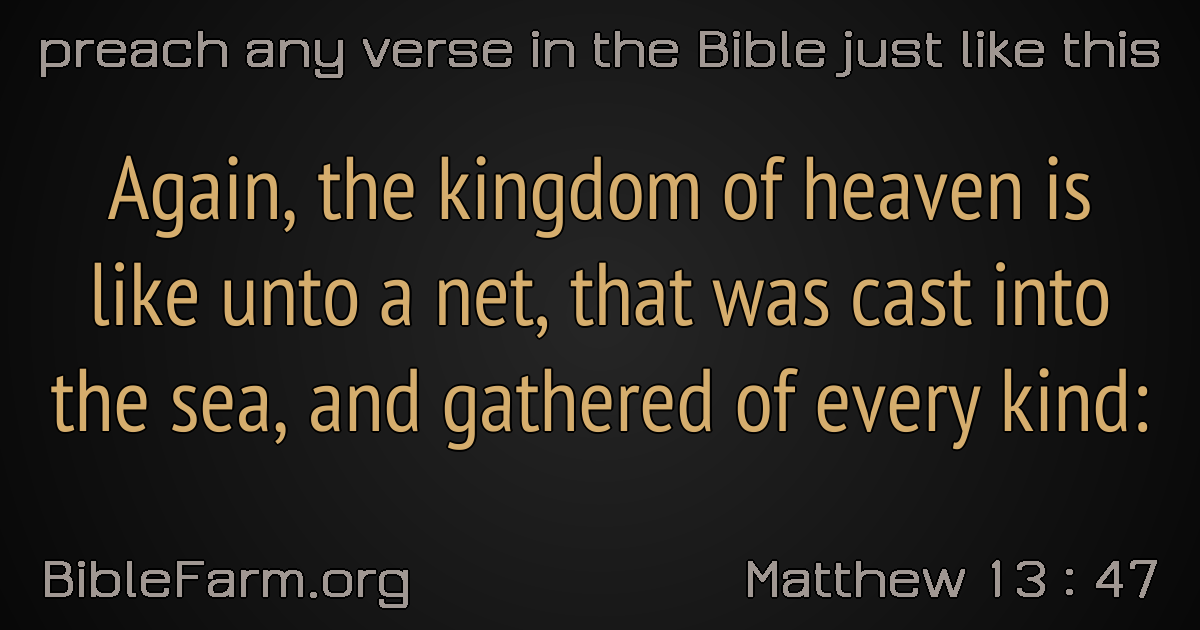 preach any verse in the Bible just like this
Again, the kingdom of heaven is
like unto a net, that was cast into
the sea, and gathered of every kind:
BibleFarm.org
Matthew 13 : 47